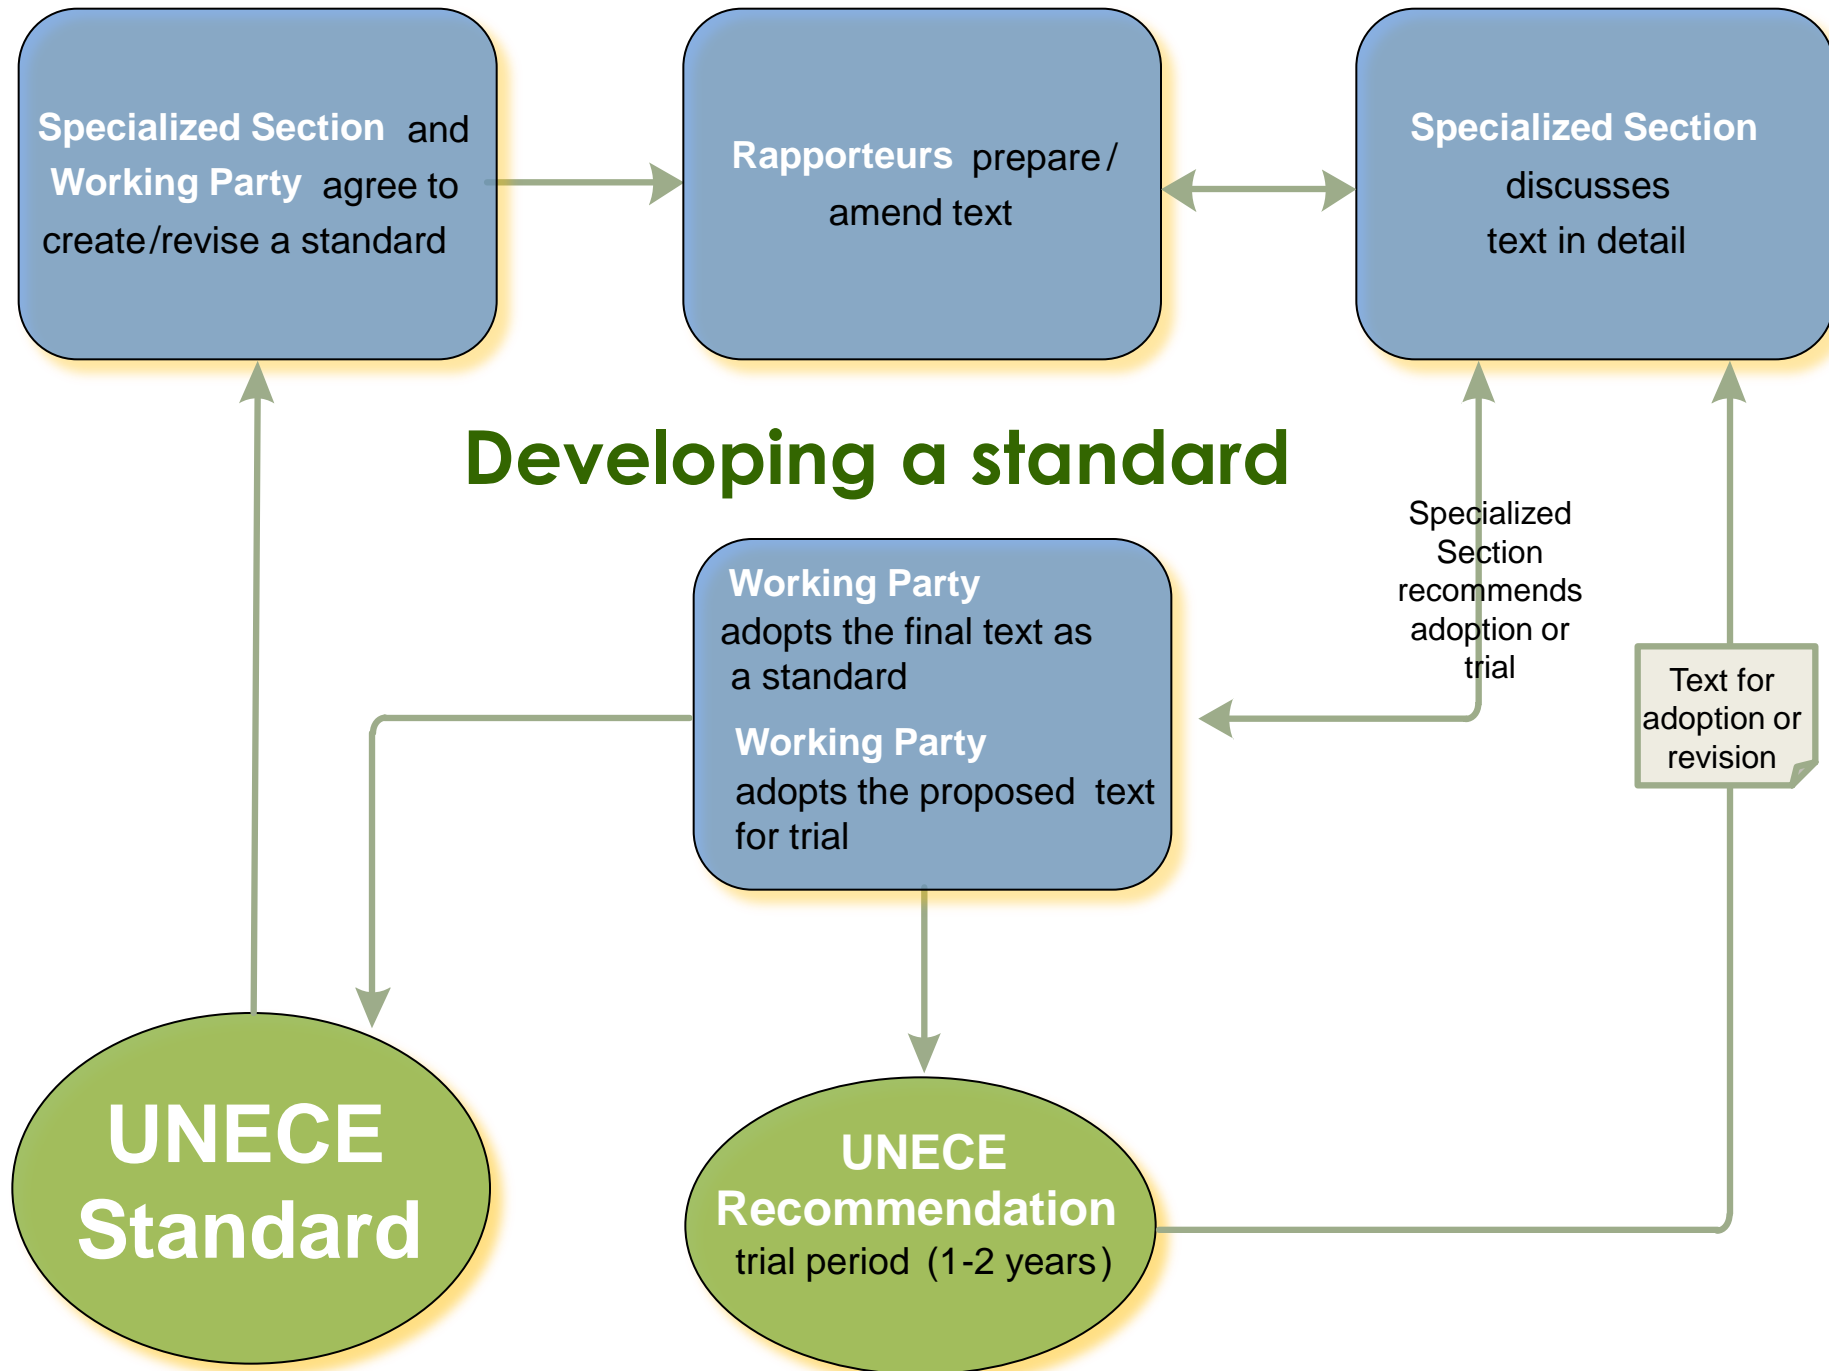 Specialized Section and
Working Party agree to
create/revise a standard
Rapporteurs prepare/
amend text
Specialized Section
discusses
text in detail
Developing a standard
Specialized
Section
recommends
adoption or
trial
Working Party
adopts the final text as
a standard
Working Party
adopts the proposed text
for trial
Text for
adoption or
revision
UNECE
Standard
UNECE
Recommendation
trial period (1-2 years)